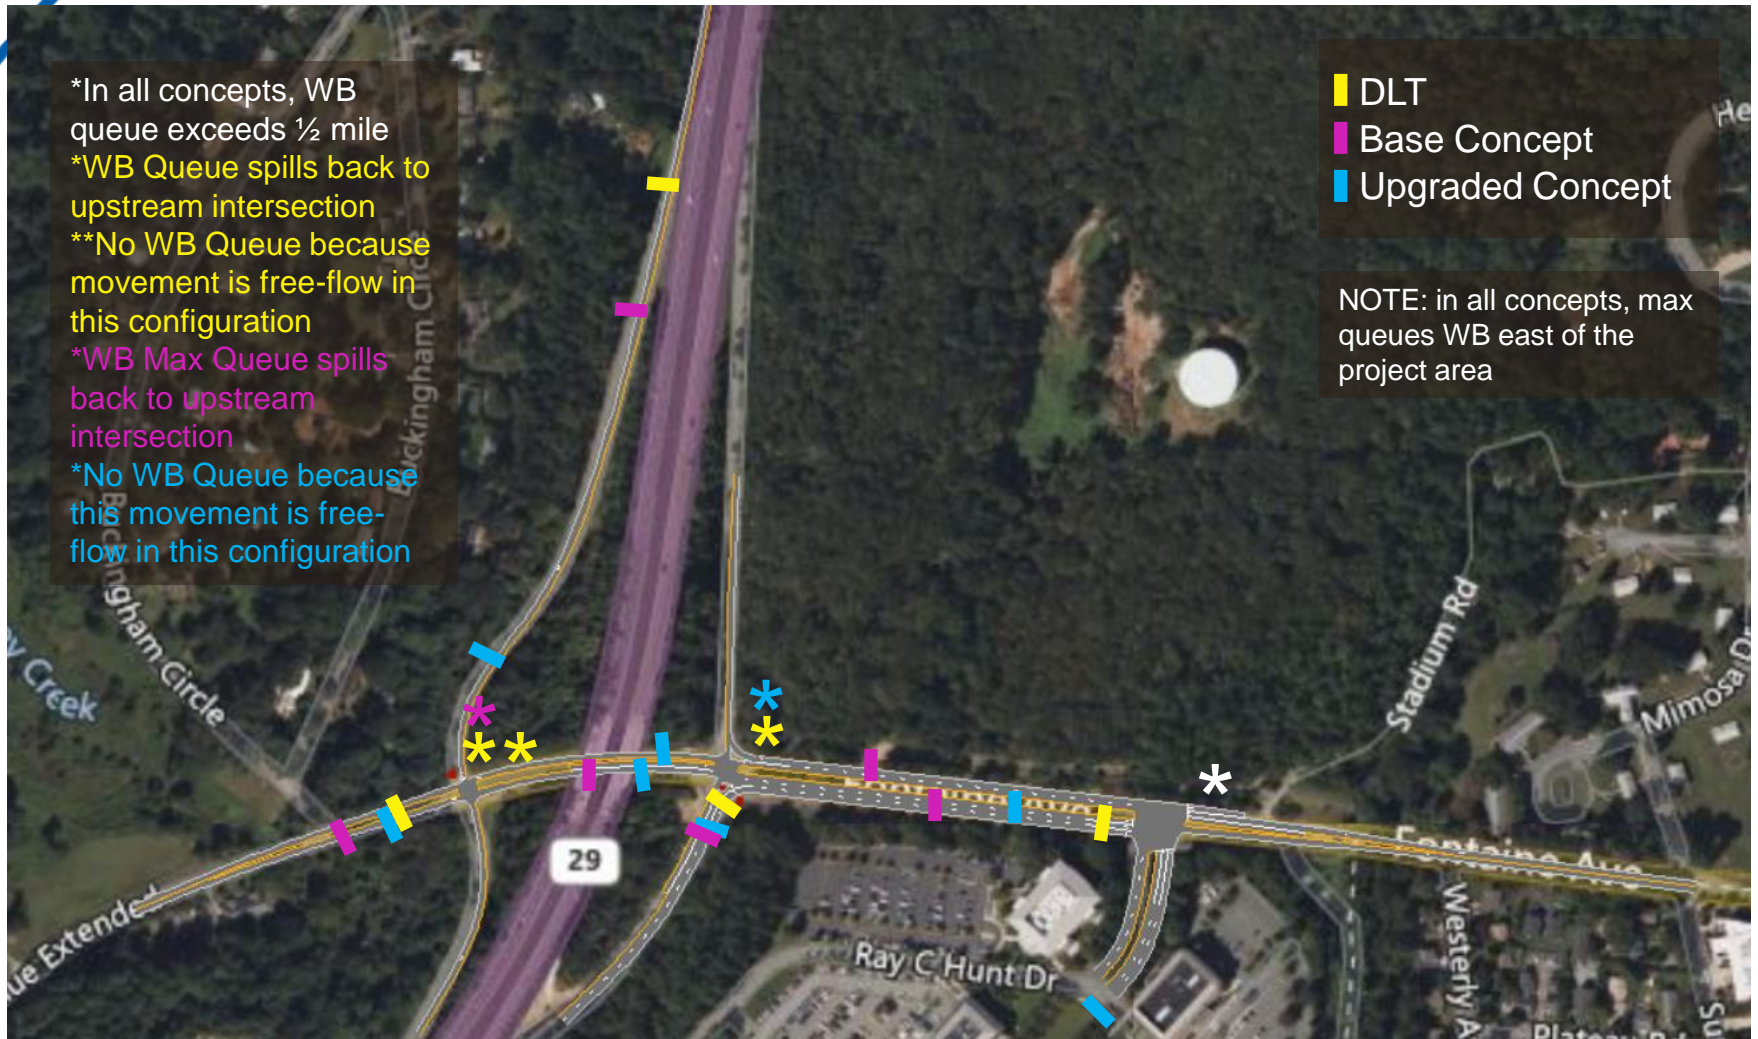 *In all concepts, WB
queue exceeds ½ mile
*WB Queue spills back to
upstream intersection
**No WB Queue because
movement is free-flow in
this configuration
*WB Max Queue spills
back to upstream
intersection
*No WB Queue because
this movement is free-
flow in this configuration
DLT
Base Concept
Upgraded Concept
NOTE: in all concepts, max
queues WB east of the
project area
Buckingham Circle
Buckingham Circle
Creek
ue Extended
29
*
* *
*
*
*
Fontaine Ave
Stadium Rd
Mimosa Dr
Ray C Hunt Dr
Westerly A
Su
He